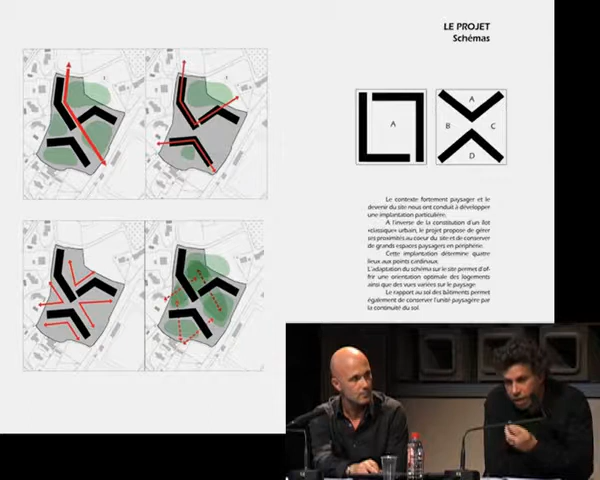 LE PROJET
Schémas
A
A
B
C
D
Le contexte fortement paysager et le
devenir du site nous ont conduit à développer
une implantation particulière.
A l'inverse de la constitution d'un îlot
«classique» urbain, le projet propose de gérer
ses proximités au coeur du site et de conserver
de grands espaces paysagers en périphérie.
Cette implantation détermine quatre
lieux aux points cardinaux.
L'adaptation du schéma sur le site permet d'of-
frir une orientation optimale des logements
ainsi que des vues variées sur le paysage.
Le rapport au sol des bâtiments permet
également de conserver l'unité paysagère par
la continuité du sol.